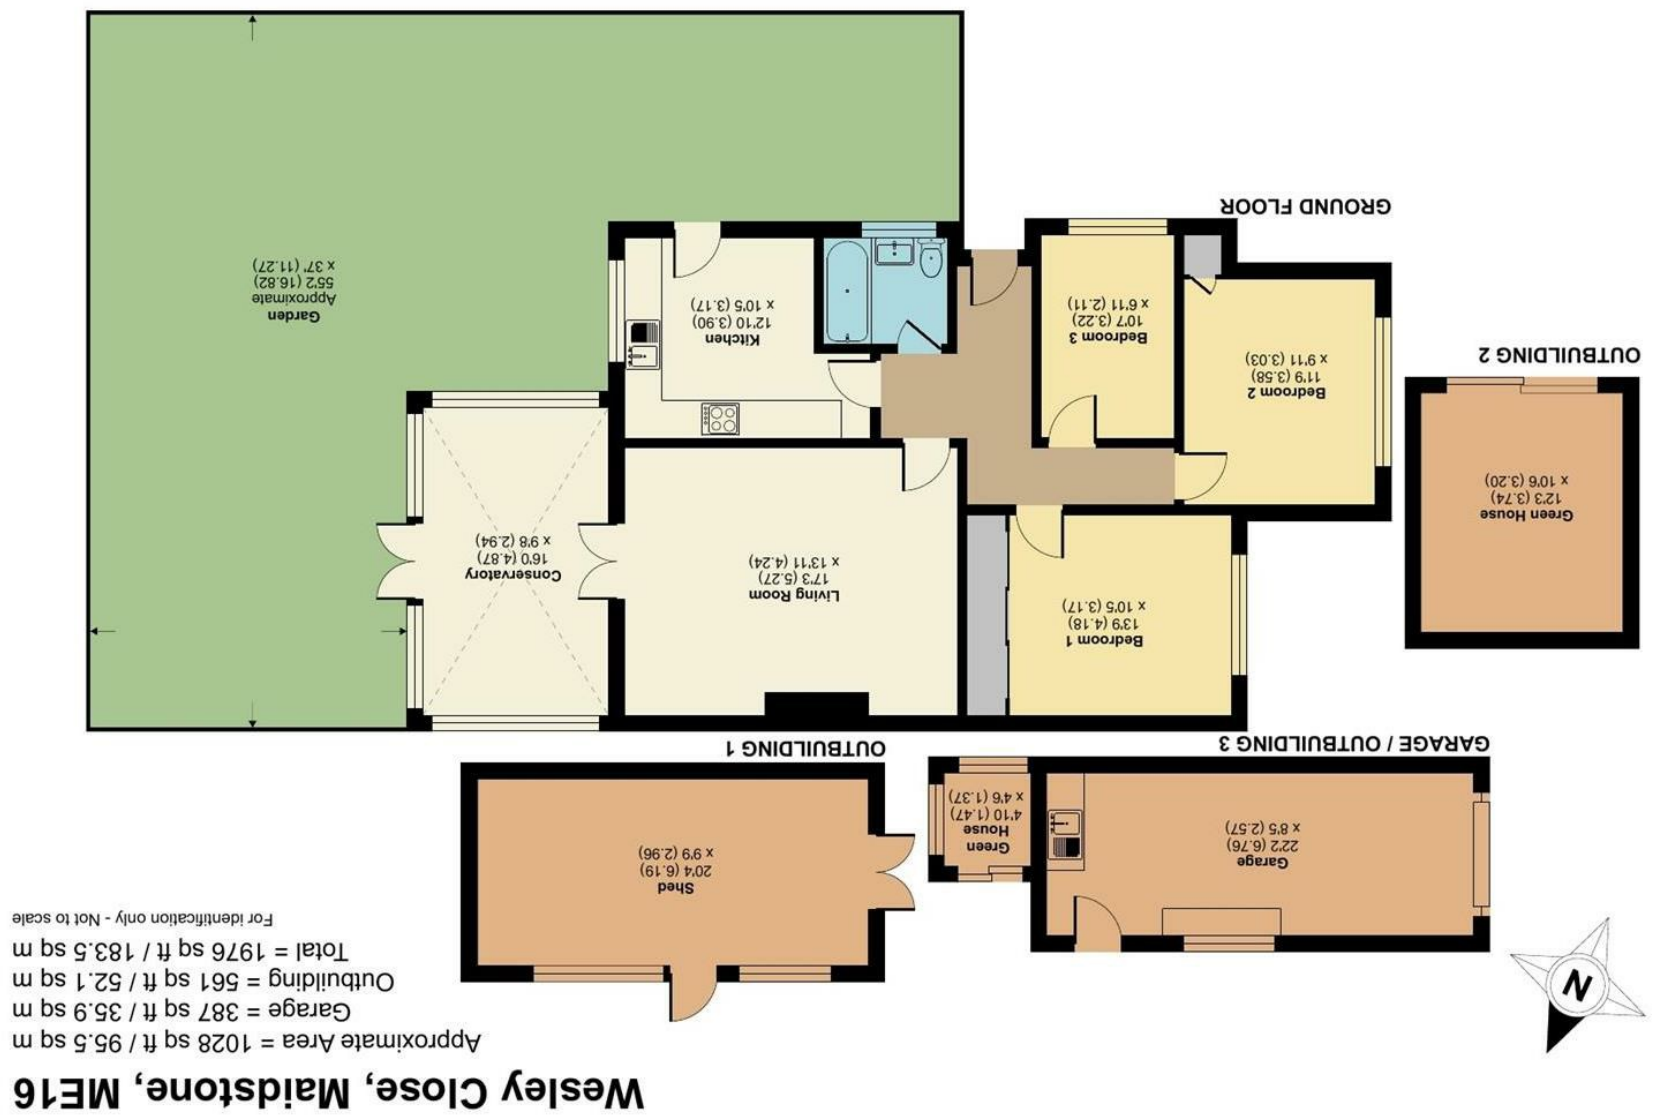 Wesley Close, Maidstone, ME16
Approximate Area = 1028 sq ft / 95.5 sq m
Garage = 387 sq ft / 35.9 sq m
Outbuilding = 561 sq ft / 52.1 sq m
Total = 1976 sq ft / 183.5 sq m
For identification only - Not to scale
N
Shed
20'4 (6.19)
x 9'9 (2.96)
OUTBUILDING 1
Garage
22'2 (6.76)
x 8'5 (2.57)
Green
House
4'10 (1.47)
x 4'6 (1.37)
GARAGE / OUTBUILDING 3
Bedroom 1
13'9 (4.18)
x 10'5 (3.17)
Living Room
17'3 (5.27)
x 13'11 (4.24)
Conservatory
16'0 (4.87)
x 9'8 (2.94)
Green House
12'3 (3.74)
x 10'6 (3.20)
OUTBUILDING 2
Bedroom 2
11'9 (3.58)
x 9'11 (3.03)
Bedroom 3
10'7 (3.22)
x 6'11 (2.11)
Kitchen
12'10 (3.90)
x 10'5 (3.17)
Garden
Approximate
55'2 (16.82)
x 37' (11.27)
GROUND FLOOR